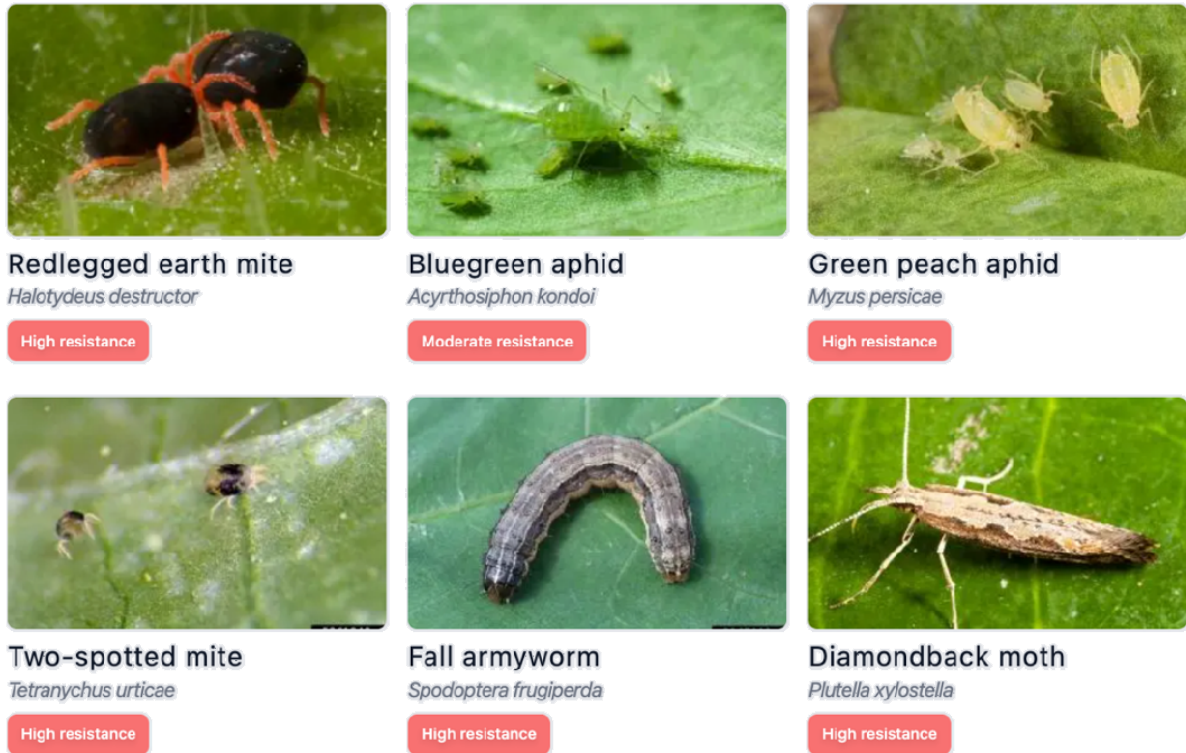 Redlegged earth mite
Halotydeus destructor
High resistance
Bluegreen aphid
Acyrthosiphon kondoi
Moderate resistance
Green peach aphid
Myzus persicae
High resistance
Two-spotted mite
Tetranychus urticae
High resistance
Fall armyworm
Spodoptera frugiperda
High resistance
Diamondback moth
Plutella xylostella
High resistance